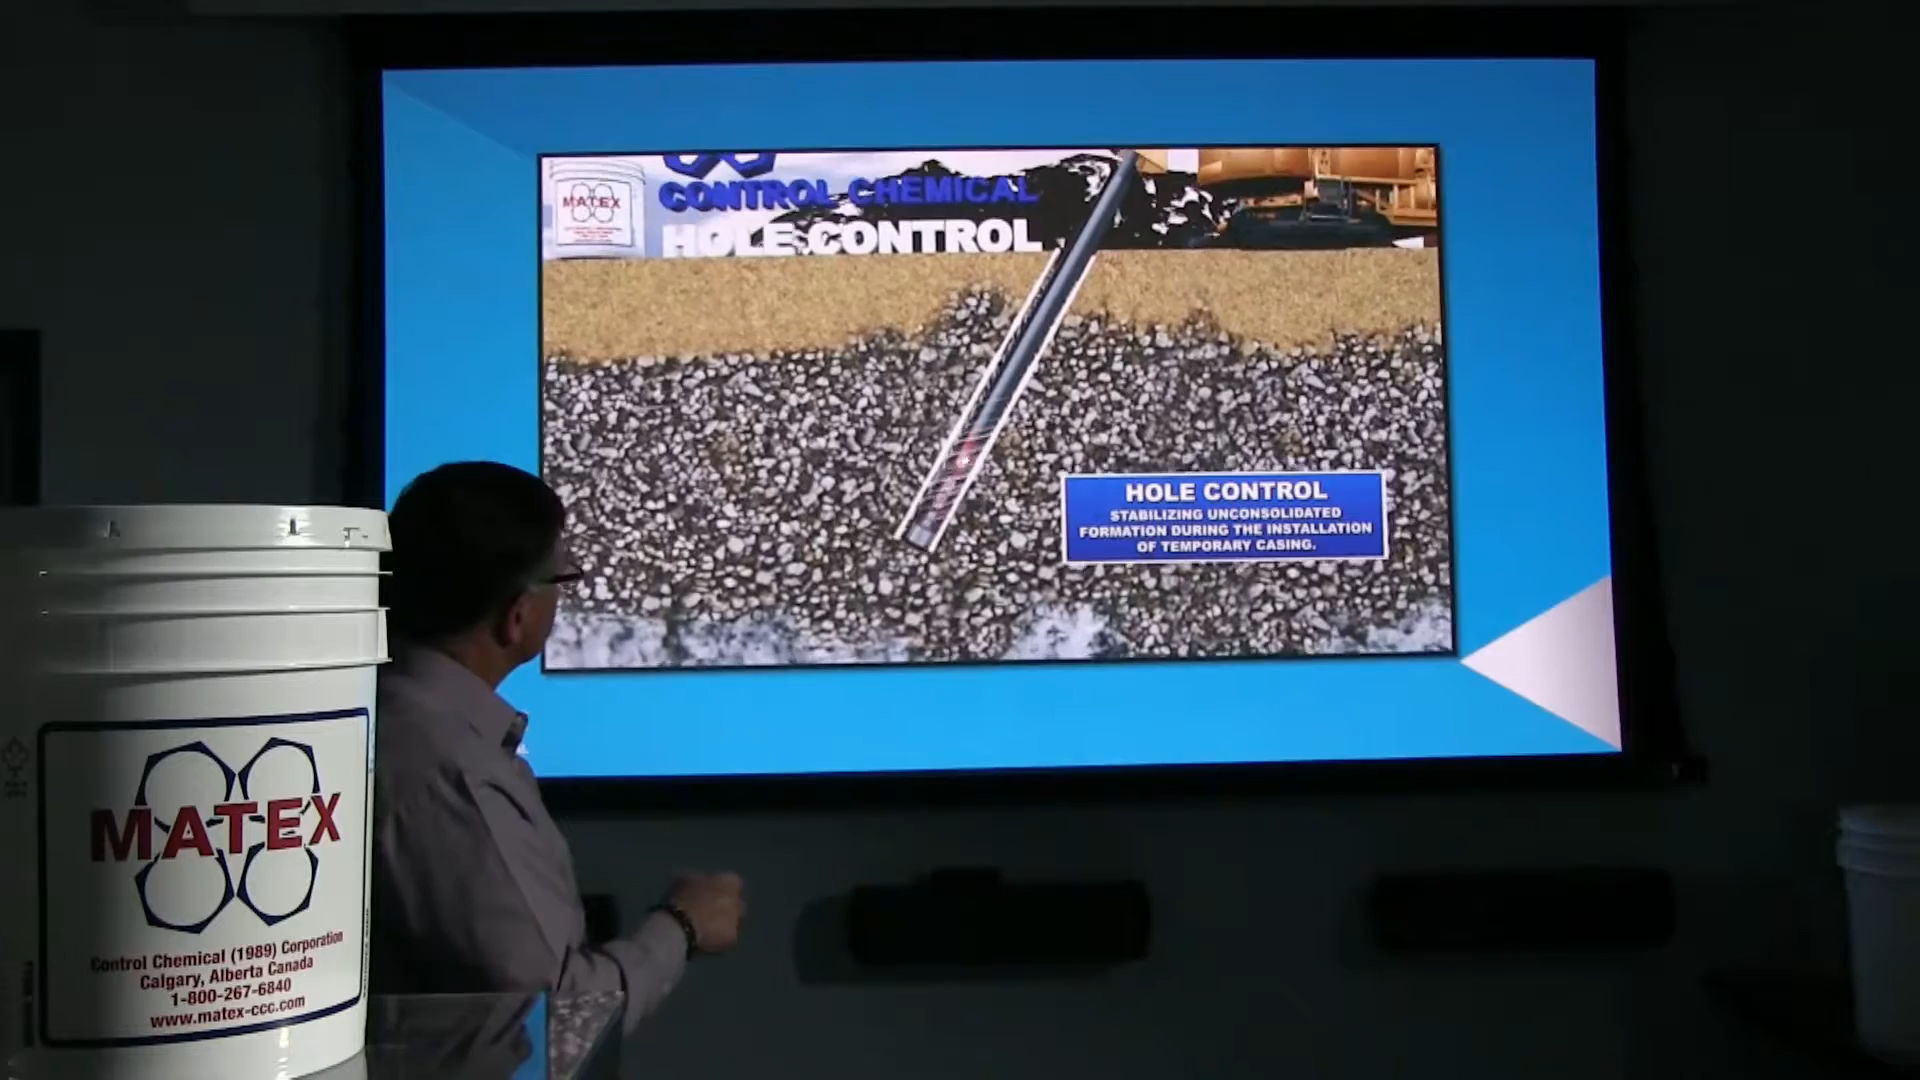 MATEX
CONTROL CHEMICAL
HOLE CONTROL
HOLE CONTROL
STABILIZING UNCONSOLIDATED
FORMATION DURING THE INSTALLATION
OF TEMPORARY CASING.
MATEX
Control Chemical (1989) Corporation
Calgary, Alberta Canada
1-800-267-6840
www.matex-ccc.com